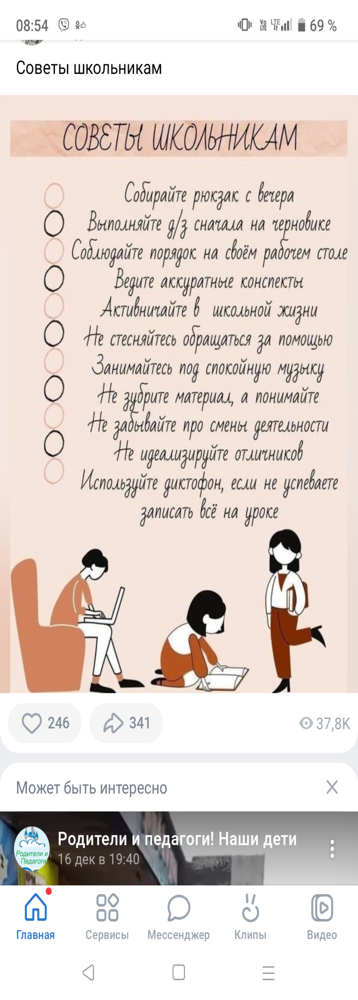 08:54
Vo LTE LTE 69 %
Советы школьникам
СОВЕТЫ ШКОЛЬНИКАМ
Собирайте рюкзак с вечера
Выполняйте д/з сначала на черновике
Соблюдайте порядок на своём рабочем столе
Ведите аккуратные конспекты
Активничайте в школьной жизни
Не стесняйтесь обращаться за помощью
Занимайтесь под спокойную музыку
Не зубрите материал, а понимайте
Не забывайте про смены деятельности
Не идеализируйте отличников
Используйте диктофон, если не успеваете
записать всё на уроке
246 341 37,8K
Может быть интересно
Родители и педагоги! Наши дети
16 дек в 19:40
Родители и
Педагоги
Главная Сервисы Мессенджер Клипы Видео